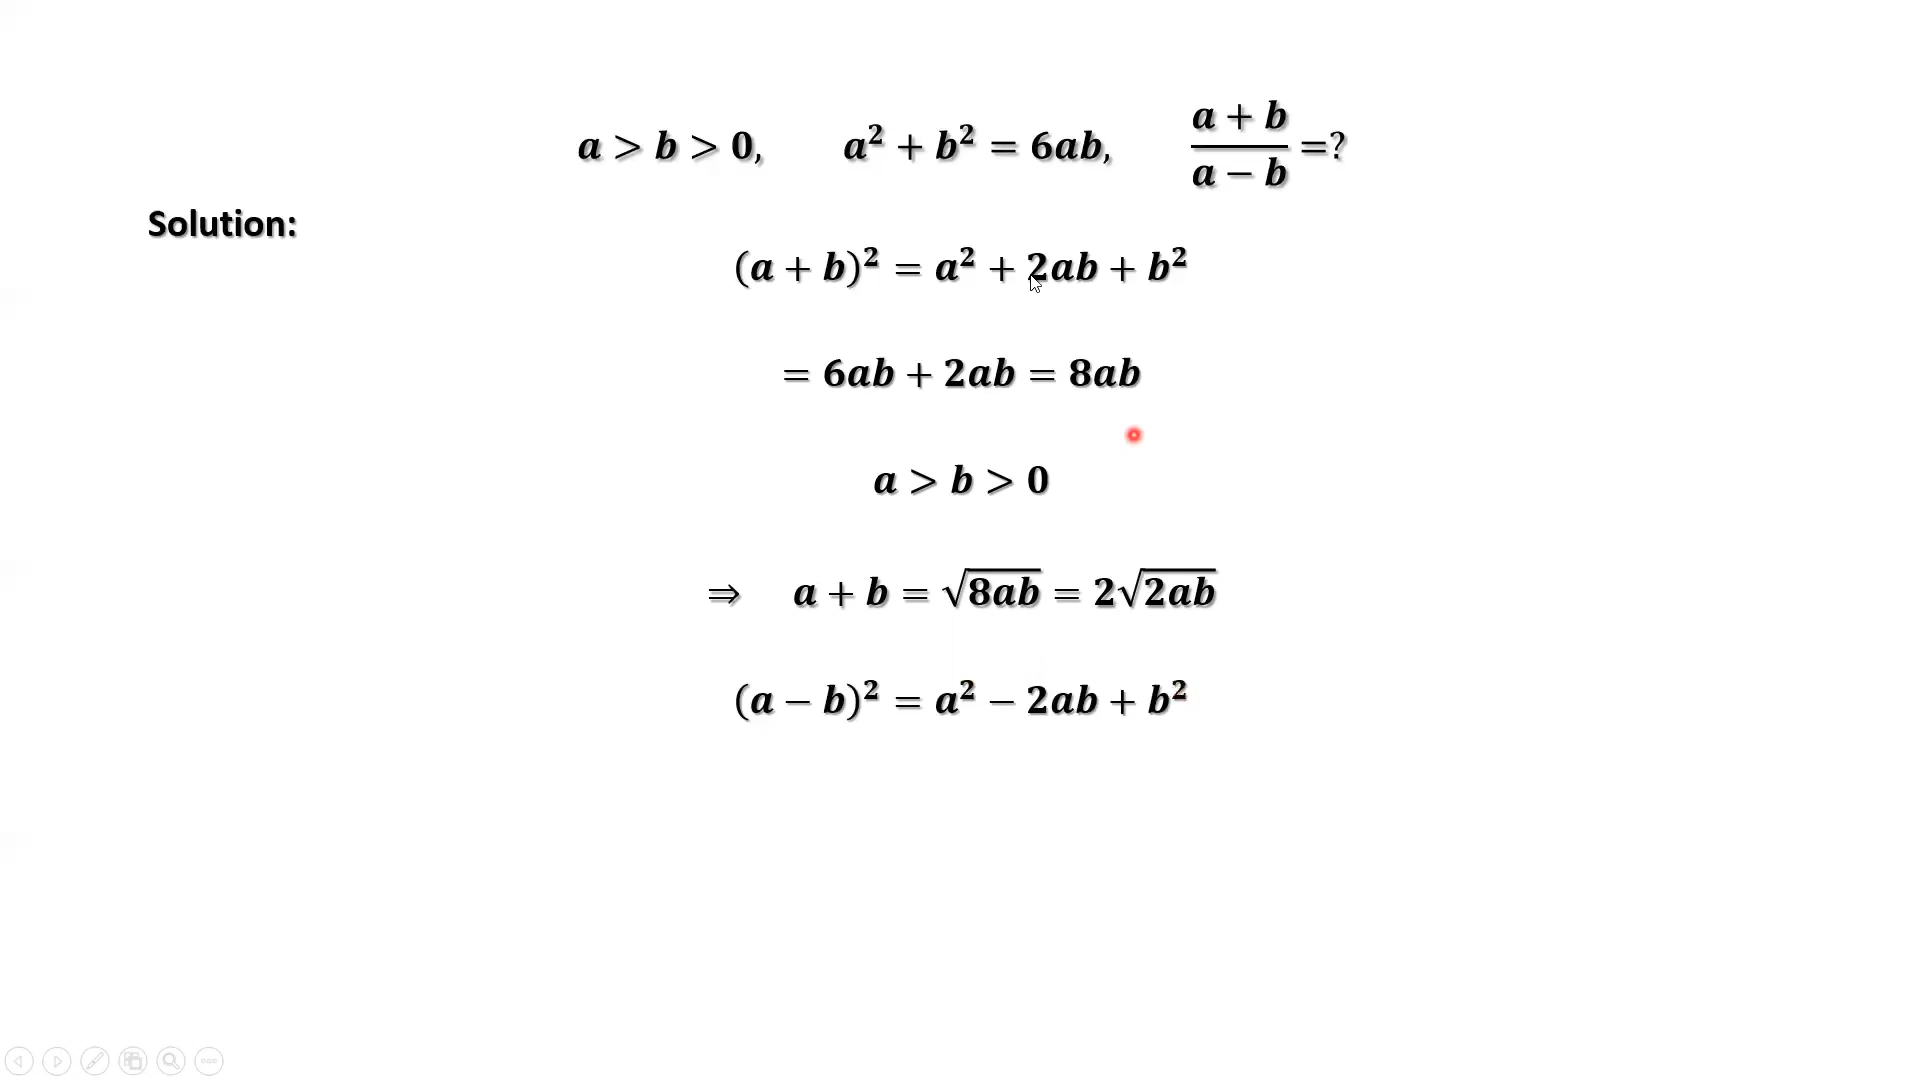 a > b > 0, a² + b² = 6ab, (a + b)/(a − b) =?
Solution:
(a + b)² = a² + 2ab + b²
= 6ab + 2ab = 8ab
a > b > 0
⇒ a + b = √(8ab) = 2√(2ab)
(a − b)² = a² − 2ab + b²